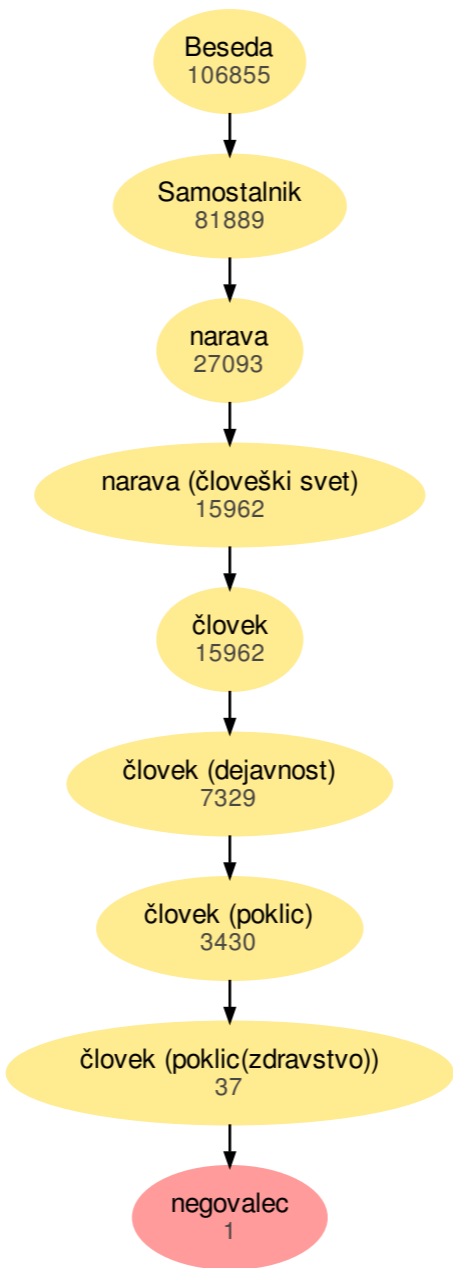 Beseda
106855
Samostalnik
81889
narava
27093
narava (človeški svet)
15962
človek
15962
človek (dejavnost)
7329
človek (poklic)
3430
človek (poklic(zdravstvo))
37
negovalec
1